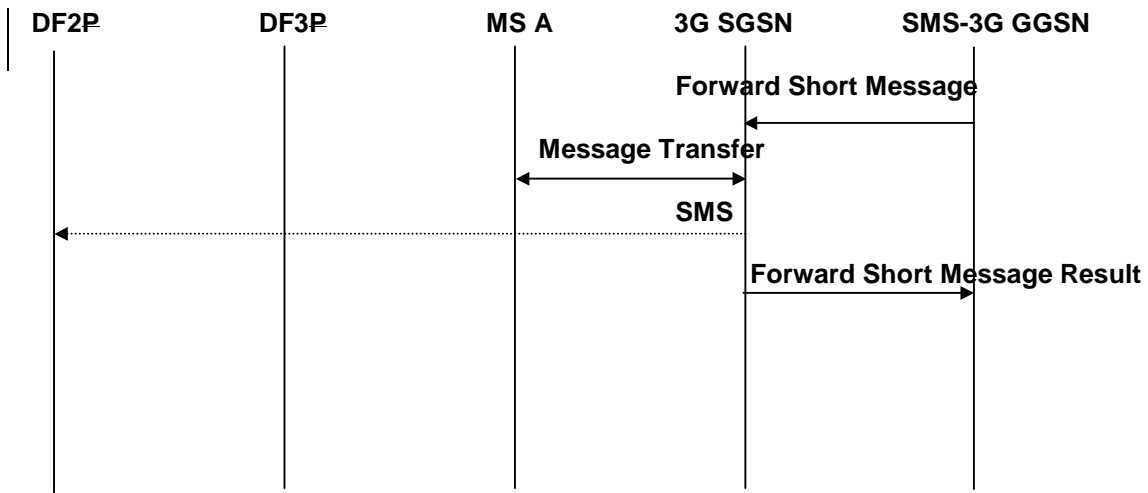 DF2P DF3P MS A 3G SGSN SMS-3G GGSN
Forward Short Message
Message Transfer
SMS
Forward Short Message Result